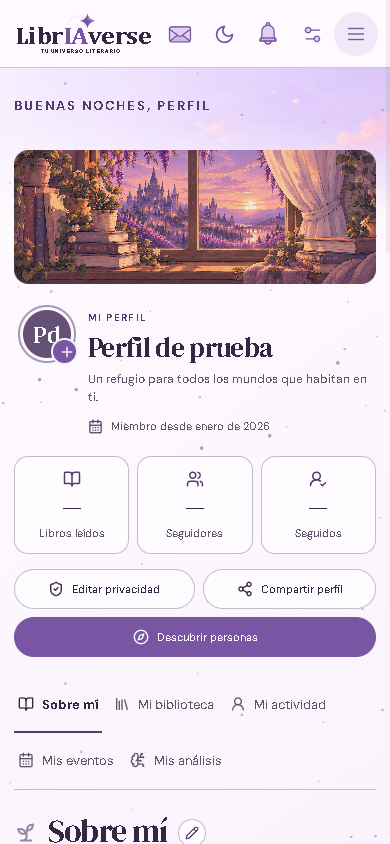 LibrIAverse
TU UNIVERSO LITERARIO
BUENAS NOCHES, PERFIL
MI PERFIL
Pd
Perfil de prueba
Un refugio para todos los mundos que habitan en
ti.
Miembro desde enero de 2026
— — —
Libros leídos Seguidores Seguidos
Editar privacidad Compartir perfil
Descubrir personas
Sobre mí Mi biblioteca Mi actividad
Mis eventos Mis análisis
Sobre mí